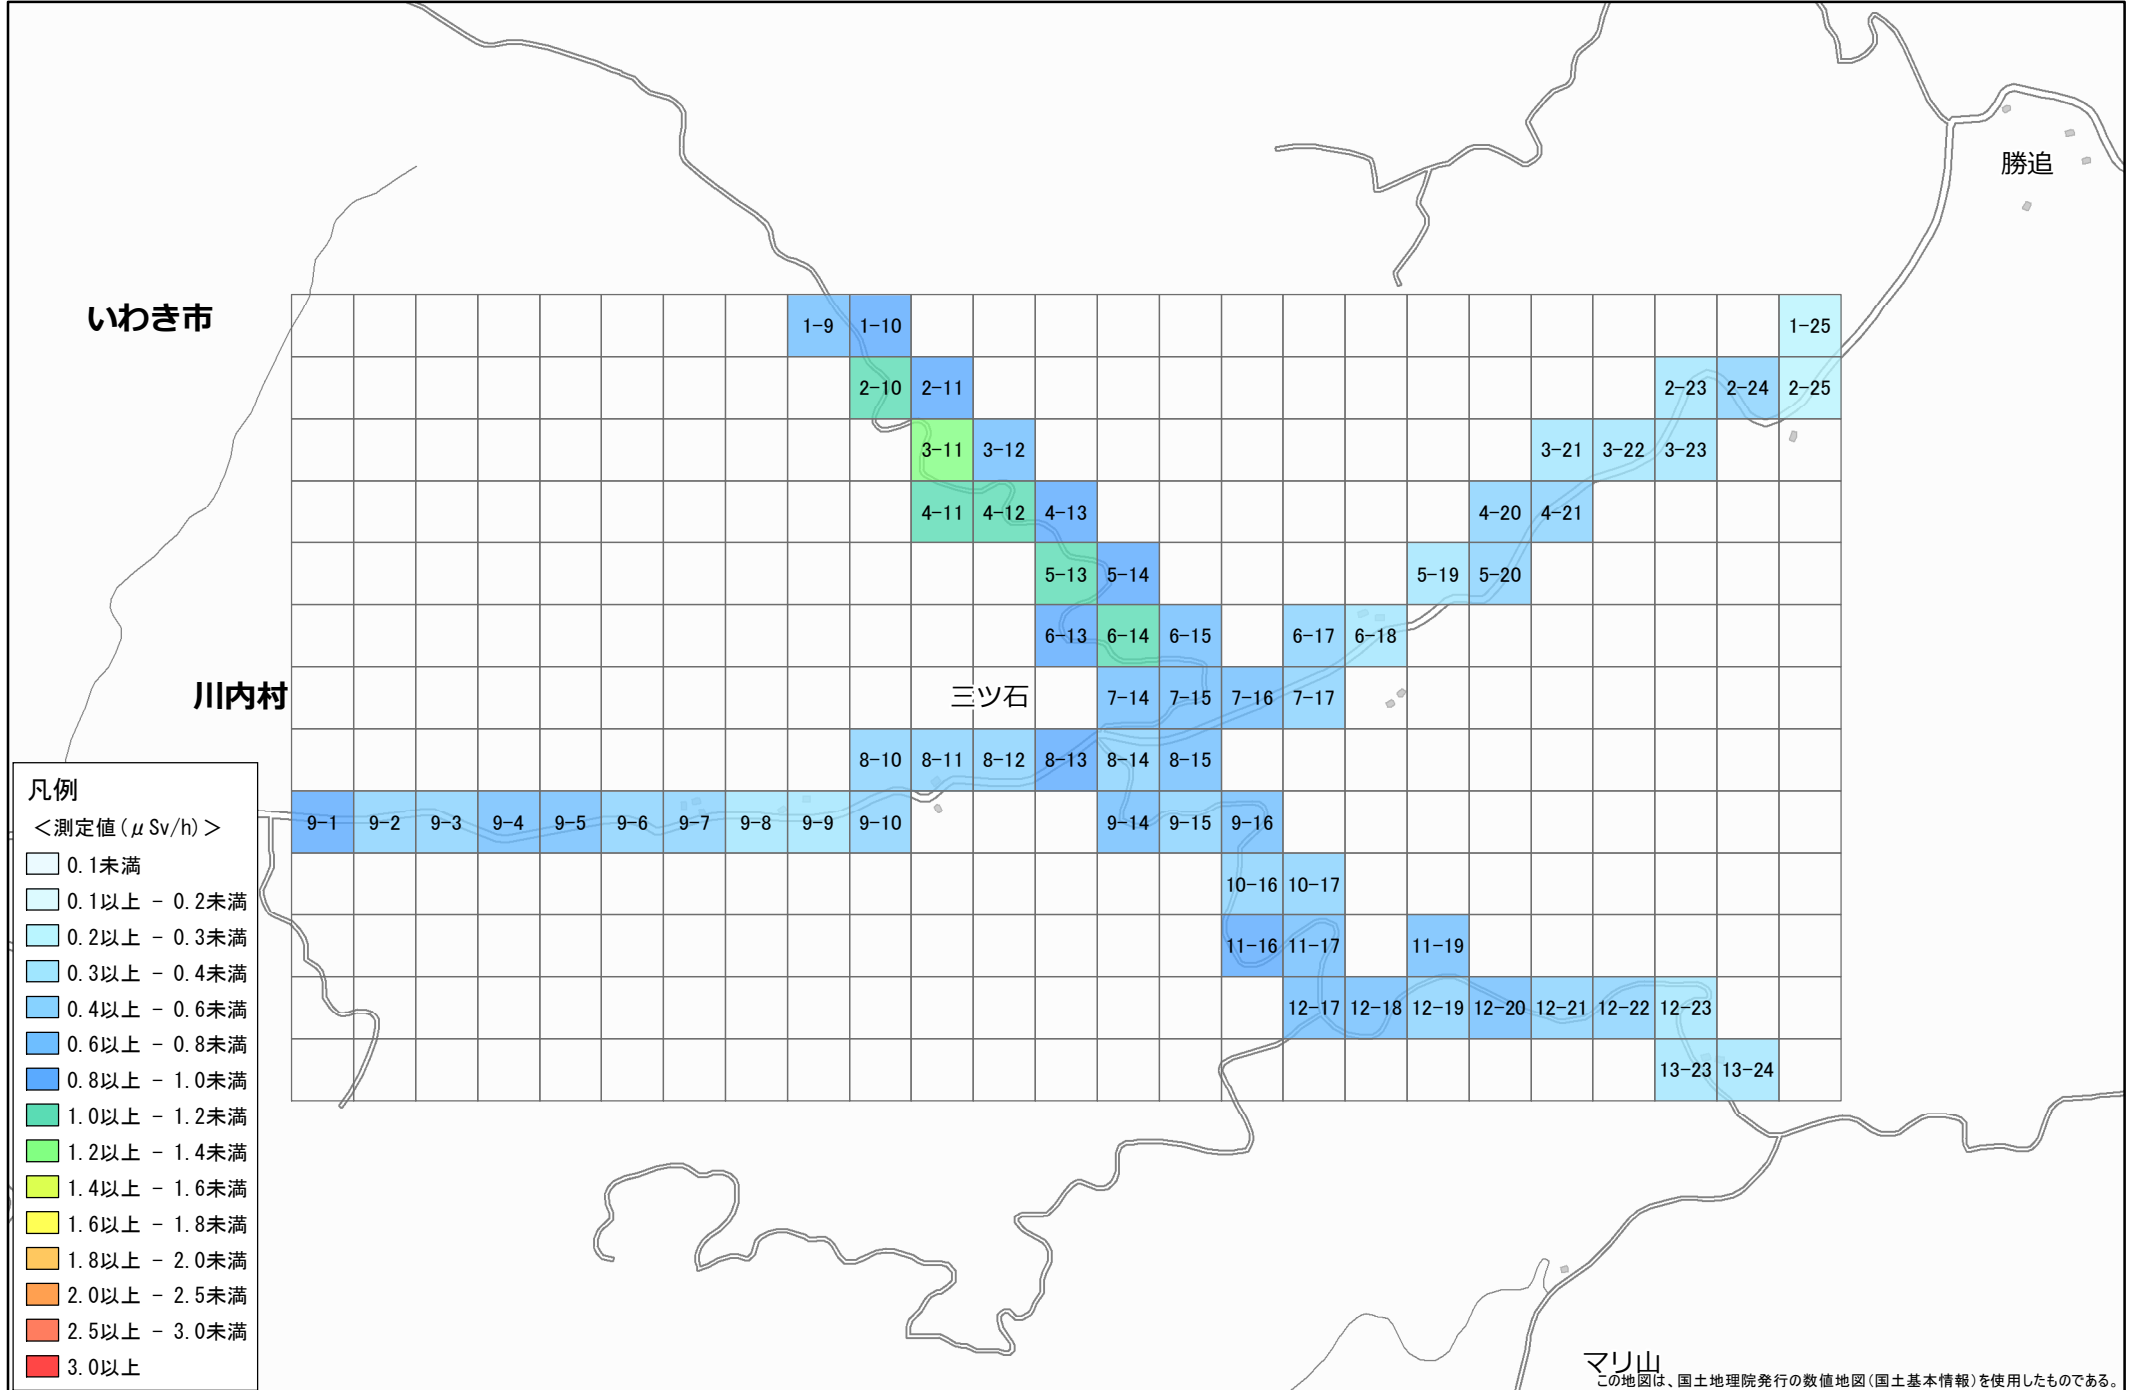 勝追
いわき市
1-9 1-10 1-25
2-10 2-11 2-23 2-24 2-25
3-11 3-12 3-21 3-22 3-23
4-11 4-12 4-13 4-20 4-21
5-13 5-14 5-19 5-20
6-13 6-14 6-15 6-17 6-18
川内村
三ツ石
7-14 7-15 7-16 7-17
8-10 8-11 8-12 8-13 8-14 8-15
9-1 9-2 9-3 9-4 9-5 9-6 9-7 9-8 9-9 9-10 9-14 9-15 9-16
10-16 10-17
11-16 11-17 11-19
12-17 12-18 12-19 12-20 12-21 12-22 12-23
13-23 13-24
凡例
＜測定値(μSv/h)＞
0.1未満
0.1以上 - 0.2未満
0.2以上 - 0.3未満
0.3以上 - 0.4未満
0.4以上 - 0.6未満
0.6以上 - 0.8未満
0.8以上 - 1.0未満
1.0以上 - 1.2未満
1.2以上 - 1.4未満
1.4以上 - 1.6未満
1.6以上 - 1.8未満
1.8以上 - 2.0未満
2.0以上 - 2.5未満
2.5以上 - 3.0未満
3.0以上
マリ山
この地図は、国土地理院発行の数値地図(国土基本情報)を使用したものである。